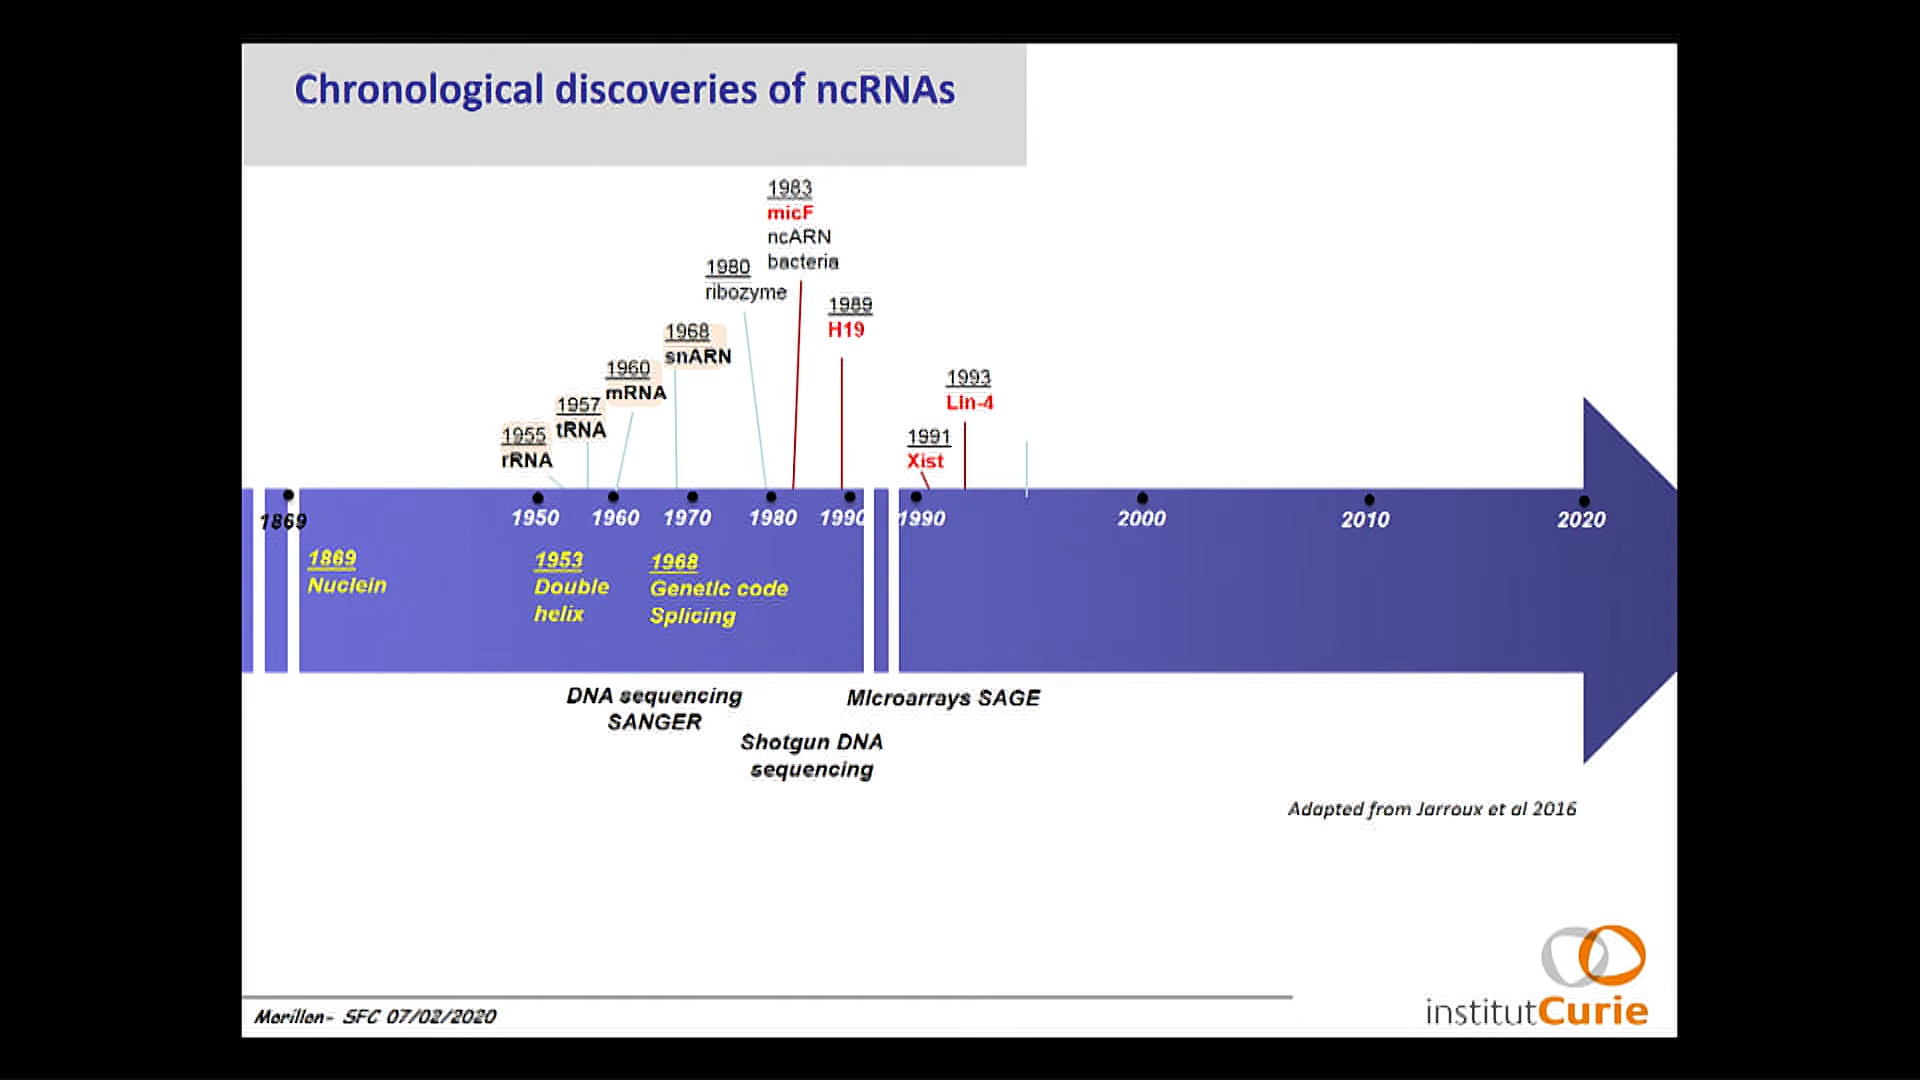 Chronological discoveries of ncRNAs
1983
micF
ncARN
bacteria
1980
ribozyme
1989
H19
1968
snARN
1960
mRNA
1993
Lin-4
1957
tRNA
1955
rRNA
1991
Xist
1869
1950
1960
1970
1980
1990
1990
2000
2010
2020
1869
Nuclein
1953
Double
helix
1968
Genetic code
Splicing
DNA sequencing
SANGER
Microarrays SAGE
Shotgun DNA
sequencing
Adapted from Jarroux et al 2016
institutCurie
Morillon- SFC 07/02/2020